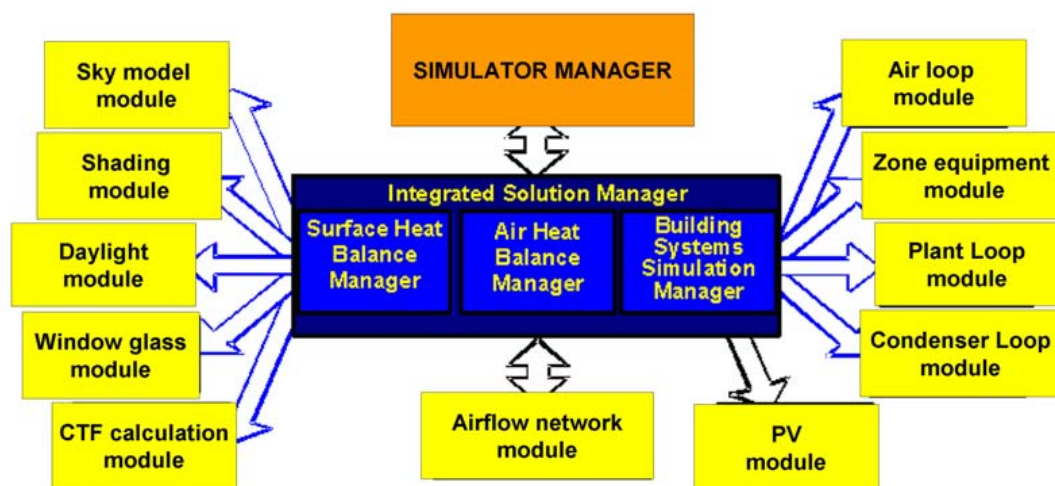 SIMULATOR MANAGER
Sky model
module
Shading
module
Daylight
module
Window glass
module
CTF calculation
module
Integrated Solution Manager
Surface Heat
Balance
Manager
Air Heat
Balance
Manager
Building
Systems
Simulation
Manager
Air loop
module
Zone equipment
module
Plant Loop
module
Condenser Loop
module
Airflow network
module
PV
module